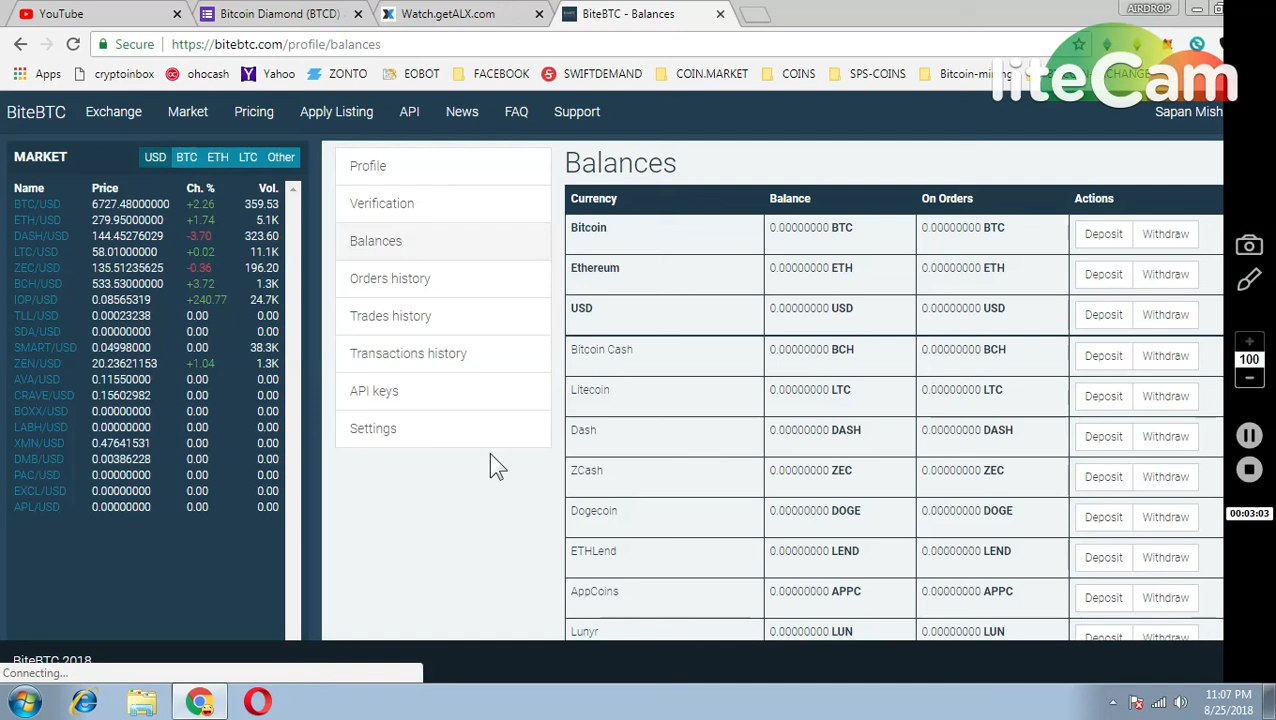 YouTube
Bitcoin Diamond (BTCD)
WatchgetALX.com
BiteBTC - Balances
AIRDROP
Secure https://bitebtc.com/profile/balances
Apps cryptoinbox ohocash Yahoo ZONTO EOBOT FACEBOOK SWIFTDEMAND COIN.MARKET COINS SPS-COINS Bitcoin-mining
liteCam
BiteBTC Exchange Market Pricing Apply Listing API News FAQ Support Sapan Mish
MARKET USD BTC ETH LTC Other
Name Price Ch. % Vol.
BTC/USD 6727.48000000 +2.26 359.53
ETH/USD 279.95000000 +1.74 5.1K
DASH/USD 144.45276029 -3.70 323.60
LTC/USD 58.01000000 +0.02 11.1K
ZEC/USD 135.51235625 -0.36 196.20
BCH/USD 533.53000000 +3.72 1.3K
IOP/USD 0.08565319 +240.77 24.7K
TLL/USD 0.00023238 0.00 0.00
SDA/USD 0.00000000 0.00 0.00
SMART/USD 0.04998000 0.00 38.3K
ZEN/USD 20.23621153 +1.04 1.3K
AVA/USD 0.11550000 0.00 0.00
CRAVE/USD 0.15602982 0.00 0.00
BOXX/USD 0.00000000 0.00 0.00
LABH/USD 0.00000000 0.00 0.00
XMN/USD 0.47641531 0.00 0.00
DMB/USD 0.00386228 0.00 0.00
PAC/USD 0.00000000 0.00 0.00
EXCL/USD 0.00000000 0.00 0.00
APL/USD 0.00000000 0.00 0.00
Profile
Verification
Balances
Orders history
Trades history
Transactions history
API keys
Settings
Balances
Currency Balance On Orders Actions
Bitcoin 0.00000000 BTC 0.00000000 BTC Deposit Withdraw
Ethereum 0.00000000 ETH 0.00000000 ETH Deposit Withdraw
USD 0.00000000 USD 0.00000000 USD Deposit Withdraw
Bitcoin Cash 0.00000000 BCH 0.00000000 BCH Deposit Withdraw
Litecoin 0.00000000 LTC 0.00000000 LTC Deposit Withdraw
Dash 0.00000000 DASH 0.00000000 DASH Deposit Withdraw
ZCash 0.00000000 ZEC 0.00000000 ZEC Deposit Withdraw
Dogecoin 0.00000000 DOGE 0.00000000 DOGE Deposit Withdraw
ETHLend 0.00000000 LEND 0.00000000 LEND Deposit Withdraw
AppCoins 0.00000000 APPC 0.00000000 APPC Deposit Withdraw
Lunyr 0.00000000 LUN 0.00000000 LUN Deposit Withdraw
100
00:03:03
BiteBTC 2018
Connecting...
11:07 PM
8/25/2018